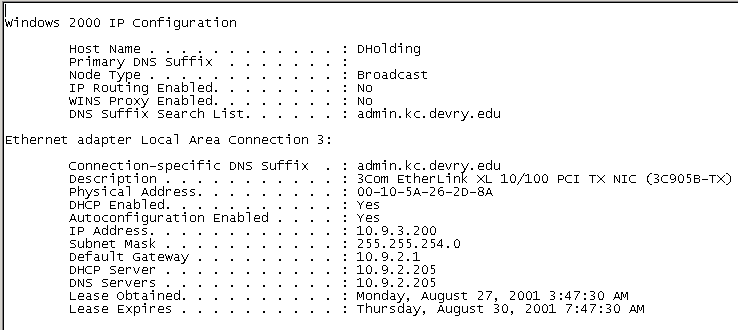 Windows 2000 IP Configuration
Host Name . . . . . . . . . . . . : DHolding
Primary DNS Suffix  . . . . . . . :
Node Type . . . . . . . . . . . . : Broadcast
IP Routing Enabled. . . . . . . . : No
WINS Proxy Enabled. . . . . . . . : No
DNS Suffix Search List. . . . . . : admin.kc.devry.edu
Ethernet adapter Local Area Connection 3:
Connection-specific DNS Suffix  . : admin.kc.devry.edu
Description . . . . . . . . . . . : 3Com EtherLink XL 10/100 PCI TX NIC (3C905B-TX)
Physical Address. . . . . . . . . : 00-10-5A-26-2D-8A
DHCP Enabled. . . . . . . . . . . : Yes
Autoconfiguration Enabled . . . . : Yes
IP Address. . . . . . . . . . . . : 10.9.3.200
Subnet Mask . . . . . . . . . . . : 255.255.254.0
Default Gateway . . . . . . . . . : 10.9.2.1
DHCP Server . . . . . . . . . . . : 10.9.2.205
DNS Servers . . . . . . . . . . . : 10.9.2.205
Lease Obtained. . . . . . . . . . : Monday, August 27, 2001 3:47:30 AM
Lease Expires . . . . . . . . . . : Thursday, August 30, 2001 7:47:30 AM